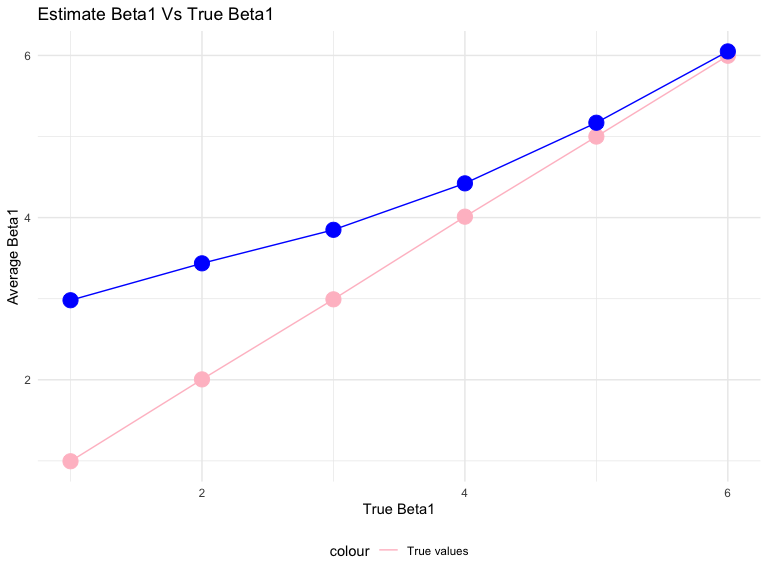 Estimate Beta1 Vs True Beta1
Average Beta1
6
4
2
2 4 6
True Beta1
colour True values